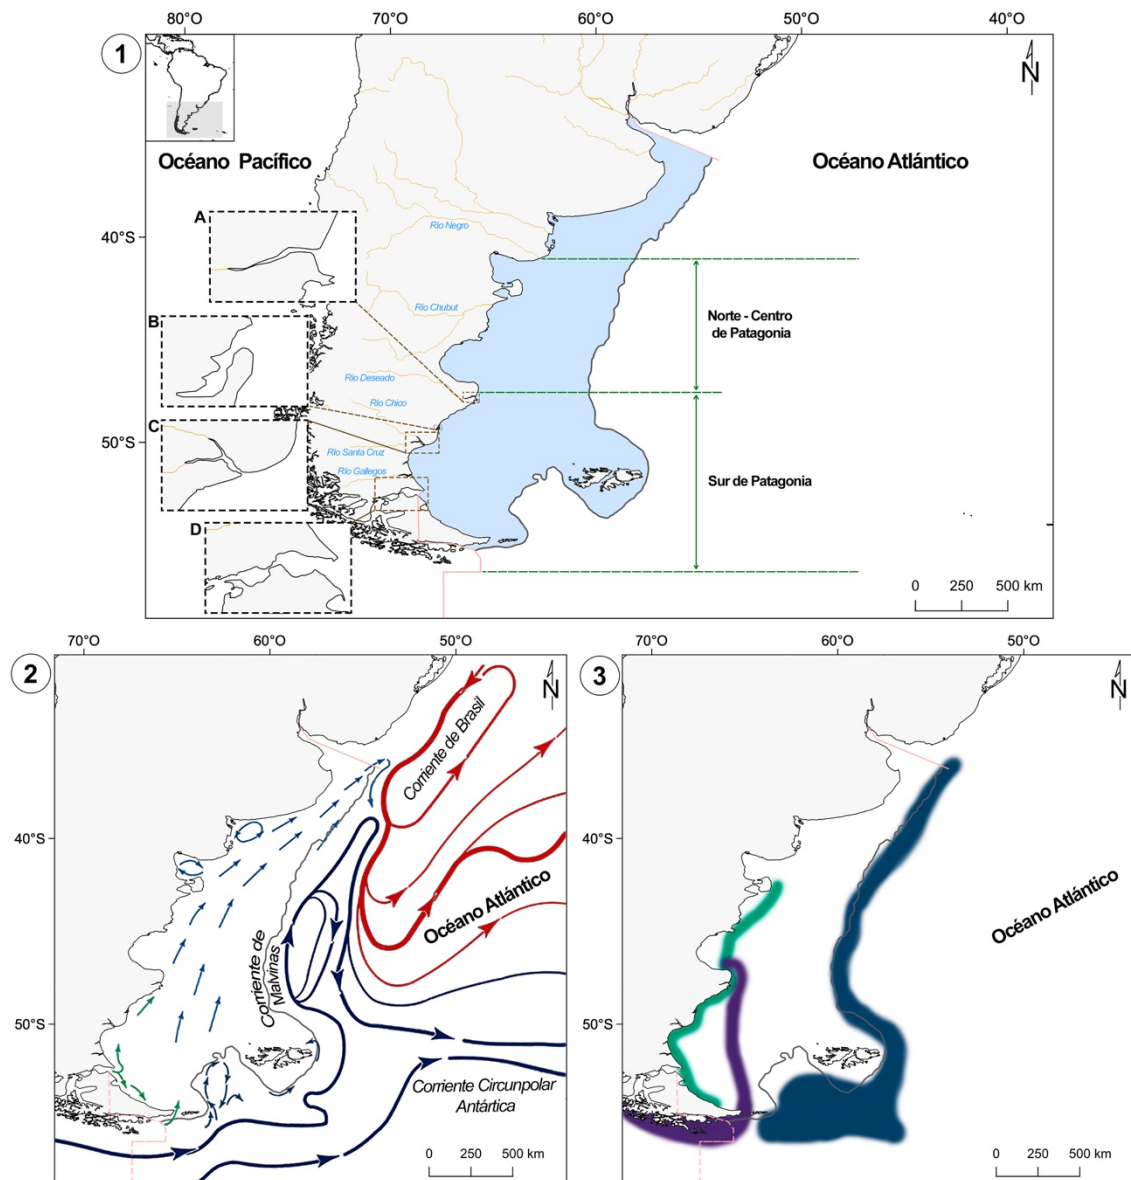 80°O 70°O 60°O 50°O 40°O
1
N
Océano Pacífico
Océano Atlántico
A
Río Negro
40°S
B
Río Chubut
Norte - Centro
de Patagonia
Río Deseado
Río Chico
C
50°S
Río Santa Cruz
Río Gallegos
Sur de Patagonia
D
0 250 500 km
70°O 60°O 50°O
2
N
Corriente de Brasil
40°S
Océano Atlántico
Corriente de
Malvinas
50°S
Corriente Circunpolar
Antártica
0 250 500 km
70°O 60°O 50°O
3
N
40°S
Océano Atlántico
50°S
0 250 500 km